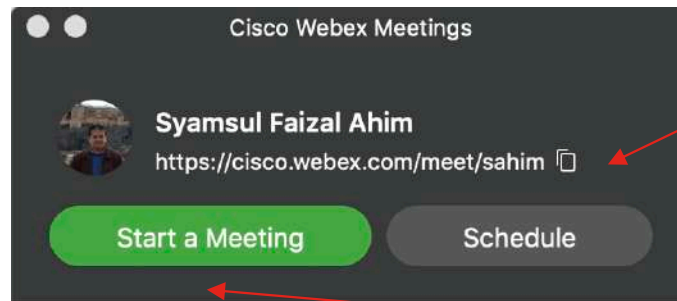 Cisco Webex Meetings
Syamsul Faizal Ahim
https://cisco.webex.com/meet/sahim
Start a Meeting
Schedule